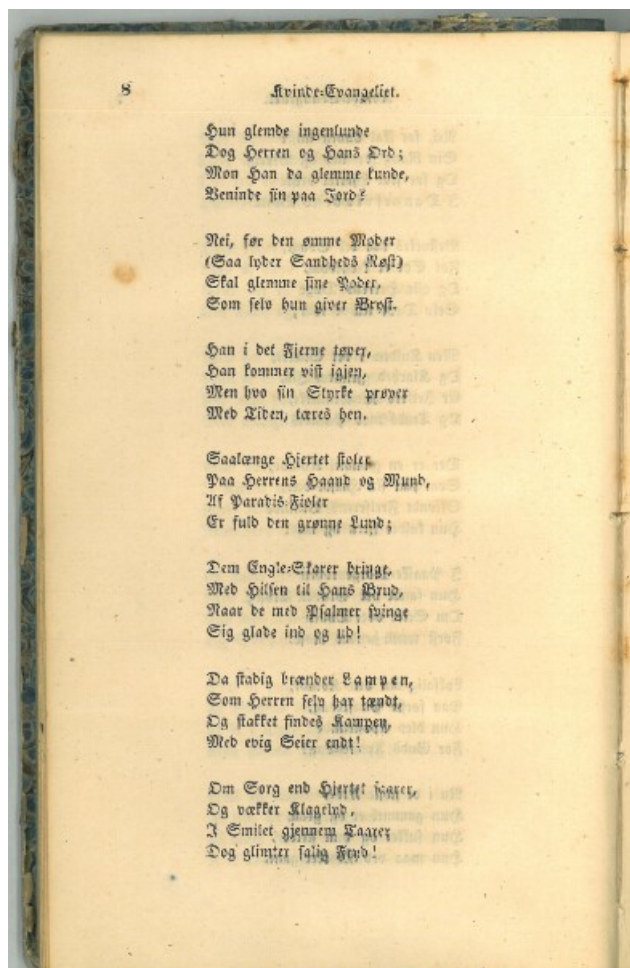 8
Kvinde-Evangeliet.
Hun glemde ingenlunde
Dog Herren og Hans Ord;
Mon Han da glemme kunde,
Veninde sin paa Jord?
Nei, før den ømme Moder
(Saa lyder Sandheds Røst)
Skal glemme sine Poder,
Som selv hun giver Bryst.
Han i det Fjerne tøver,
Han kommer vist igjen,
Men hvo sin Styrke prøver
Med Tiden, tæres hen.
Saalænge Hjertet stoler
Paa Herrens Haand og Mund,
Af Paradis-Fioler
Er fuld den grønne Lund;
Dem Engle-Skarer bringe,
Med Hilsen til Hans Brud,
Naar de med Psalmer svinge
Sig glade ind og ud!
Da stadig brænder Lampen,
Som Herren selv har tændt,
Og stakket findes Kampen,
Med evig Seier endt!
Om Sorg end Hjertet saarer,
Og vækker Klagelyd,
I Smilet gjennem Taarer
Dog glimter salig Fryd!